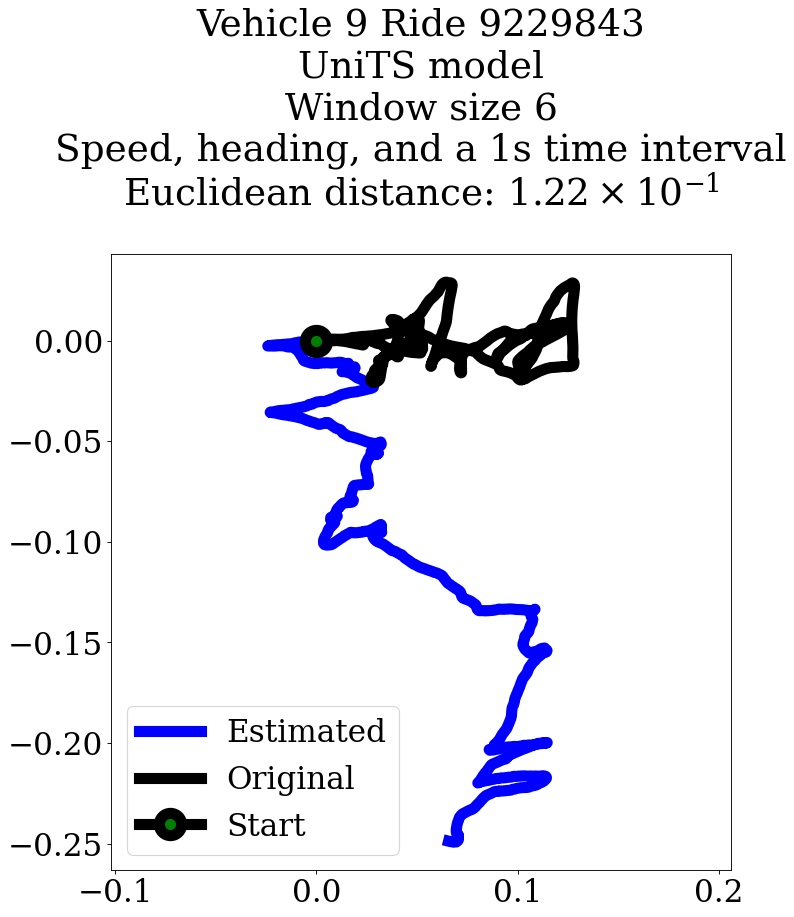 Vehicle 9 Ride 9229843
UniTS model
Window size 6
Speed, heading, and a 1s time interval
Euclidean distance: 1.22 × 10⁻¹
0.00
−0.05
−0.10
−0.15
−0.20
−0.25
Estimated
Original
Start
−0.1
0.0
0.1
0.2